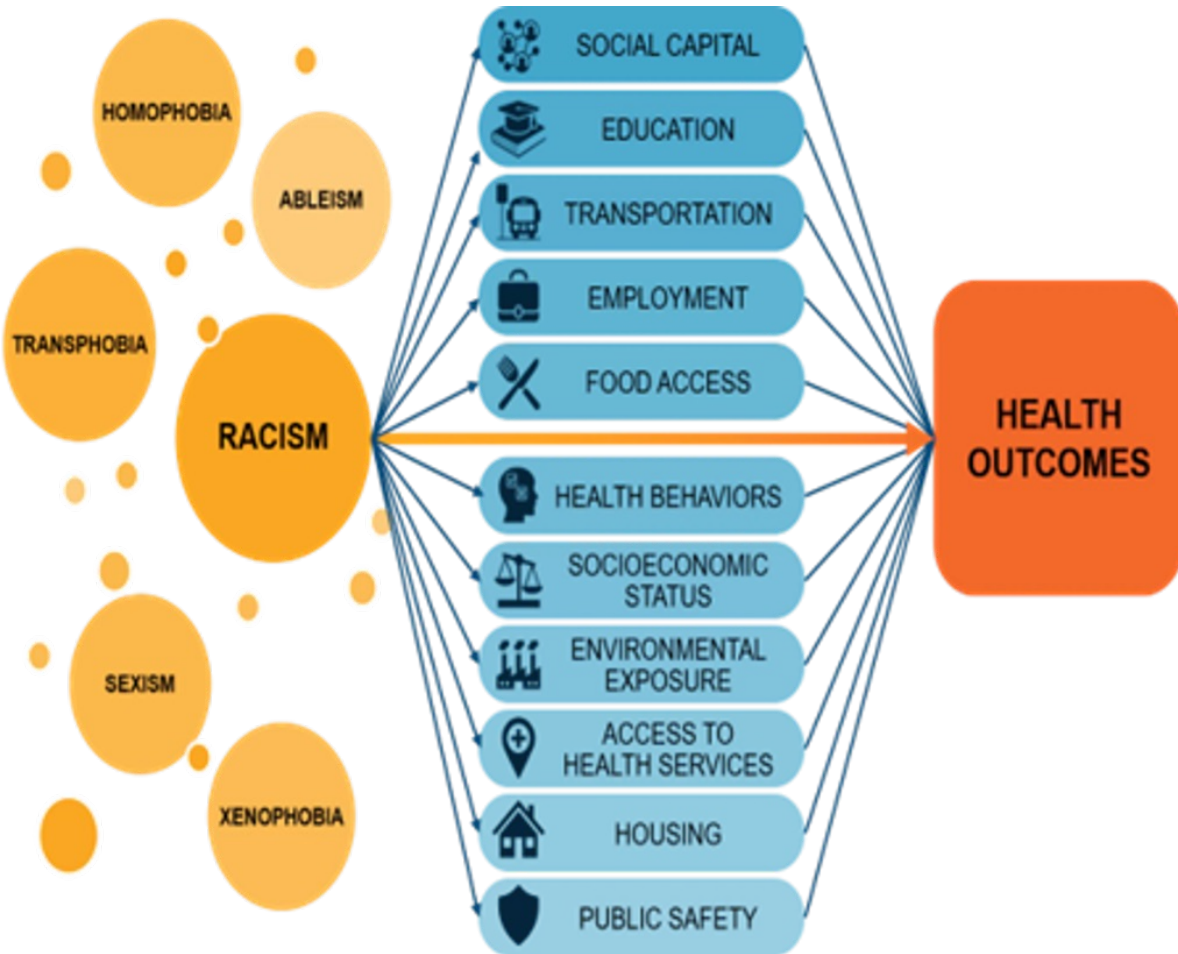 HOMOPHOBIA
ABLEISM
TRANSPHOBIA
RACISM
SEXISM
XENOPHOBIA
SOCIAL CAPITAL
EDUCATION
TRANSPORTATION
EMPLOYMENT
FOOD ACCESS
HEALTH BEHAVIORS
SOCIOECONOMIC
STATUS
ENVIRONMENTAL
EXPOSURE
ACCESS TO
HEALTH SERVICES
HOUSING
PUBLIC SAFETY
HEALTH
OUTCOMES